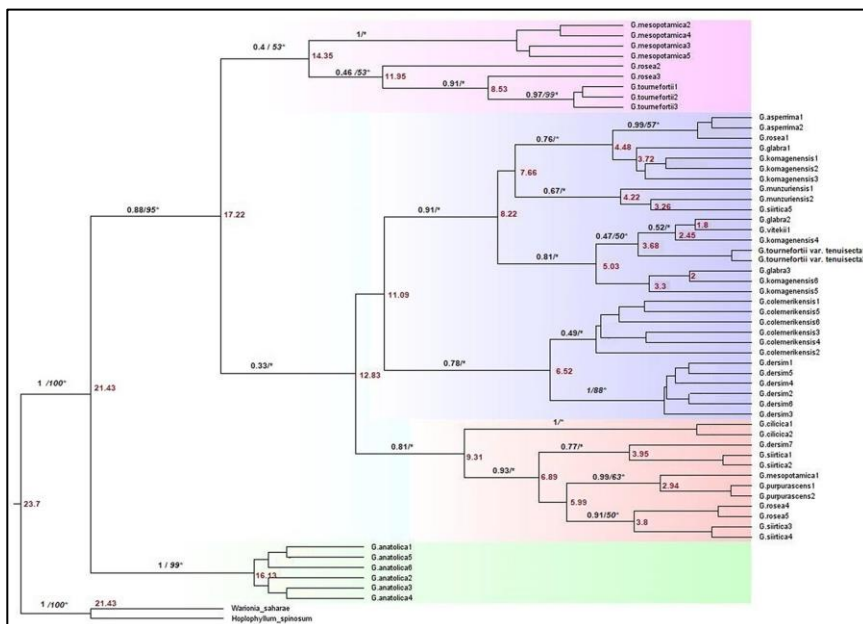 G.mesopotamica2
1/*
G.mesopotamica4
0.4 / 53*
G.mesopotamica3
14.35
G.mesopotamica5
G.rosea2
0.46 /53*
11.95
G.rosea3
0.91/*
G.tournefortii1
8.53
0.97/99*
G.tournefortii2
G.tournefortii3
G.asperrima1
0.99/57*
G.asperrima2
G.rosea1
0.76/*
4.48
G.glabra1
3.72
G.komagenensis1
G.komagenensis2
7.66
G.komagenensis3
0.67/*
G.munzuriensis1
4.22
G.munzuriensis2
0.88/95*
3.26
G.siirtica5
17.22
0.91/*
8.22
G.glabra2
0.52/*
1.8
G.vitekii1
0.47/50*
2.45
G.komagenensis4
3.68
G.tournefortii var. tenuisecta
0.81/*
G.tournefortii var. tenuisecta
5.03
G.glabra3
2
G.komagenensis6
3.3
G.komagenensis5
11.09
G.colemerikensis1
G.colemerikensis5
G.colemerikensis6
0.49/*
G.colemerikensis3
G.colemerikensis4
G.colemerikensis2
0.33/*
0.78/*
6.52
12.83
G.dersim1
G.dersim5
1 /100*
G.dersim4
21.43
1/88*
G.dersim2
G.dersim6
G.dersim3
1/*
G.cilicica1
G.cilicica2
0.81/*
9.31
G.dersim7
0.77/*
3.95
G.siirtica1
G.siirtica2
0.93/*
6.89
0.99/63*
G.mesopotamica1
2.94
G.purpurascens1
G.purpurascens2
5.99
23.7
0.91/50*
G.rosea4
G.rosea5
3.8
G.siirtica3
G.siirtica4
G.anatolica1
G.anatolica5
G.anatolica6
1 / 99*
16.13
G.anatolica2
G.anatolica3
G.anatolica4
1 /100*
21.43
Warionia_saharae
Hoplophyllum_spinosum